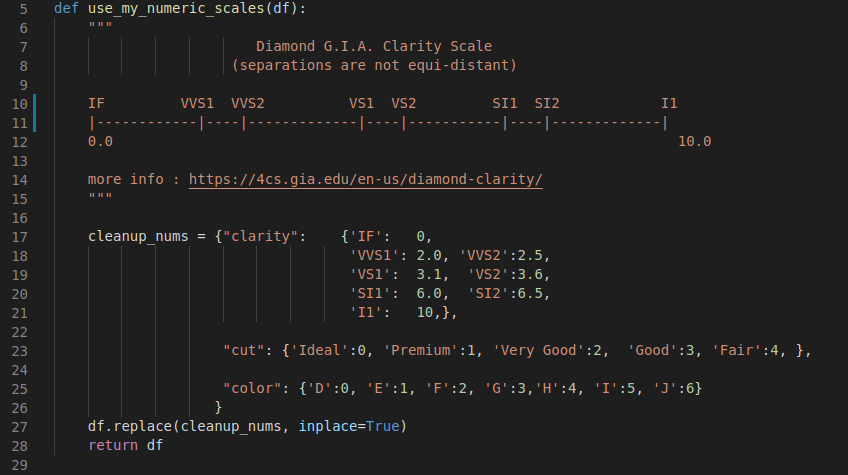 5 def use_my_numeric_scales(df):
6 """
7 Diamond G.I.A. Clarity Scale
8 (separations are not equi-distant)
9
10 IF VVS1 VVS2 VS1 VS2 SI1 SI2 I1
11 |------------|----|-------------|----|-----------|----|-------------|
12 0.0 10.0
13
14 more info : https://4cs.gia.edu/en-us/diamond-clarity/
15 """
16
17 cleanup_nums = {"clarity": {'IF': 0,
18 'VVS1': 2.0, 'VVS2':2.5,
19 'VS1': 3.1, 'VS2':3.6,
20 'SI1': 6.0, 'SI2':6.5,
21 'I1': 10,},
22
23 "cut": {'Ideal':0, 'Premium':1, 'Very Good':2, 'Good':3, 'Fair':4, },
24
25 "color": {'D':0, 'E':1, 'F':2, 'G':3,'H':4, 'I':5, 'J':6}
26 }
27 df.replace(cleanup_nums, inplace=True)
28 return df
29